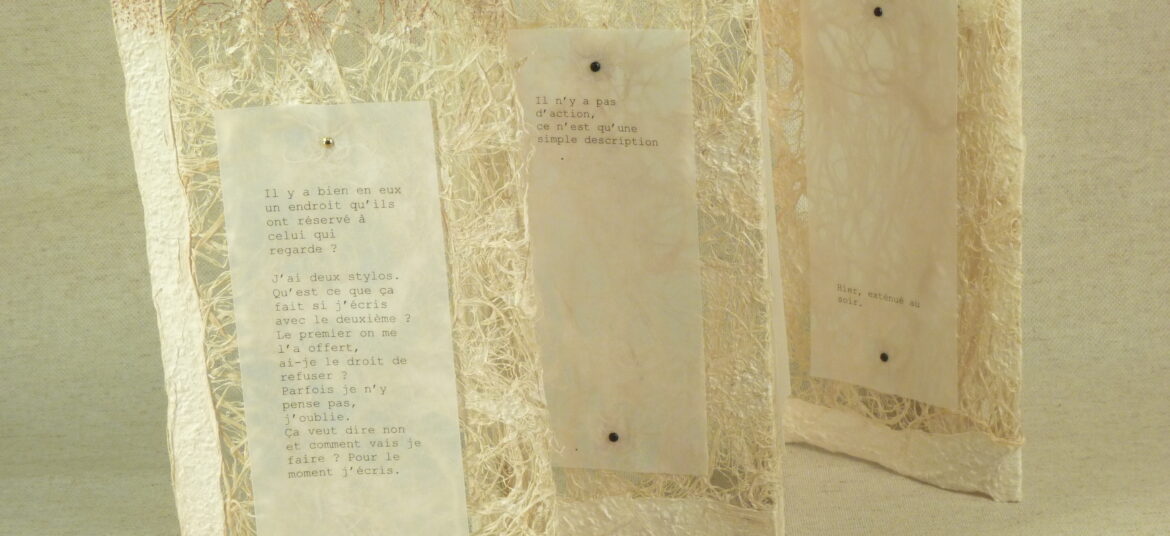 Il y a bien en eux
un endroit qu'ils
ont réservé à
celui qui
regarde ?
J'ai deux stylos.
Qu'est ce que ça
fait si j'écris
avec le deuxième ?
Le premier on me
l'a offert,
ai-je le droit de
refuser ?
Parfois je n'y
pense pas,
j'oublie.
Ça veut dire non
et comment vais je
faire ? Pour le
moment j'écris.
Il n'y a pas
d'action,
ce n'est qu'une
simple description
.
Hier, exténué au
soir.